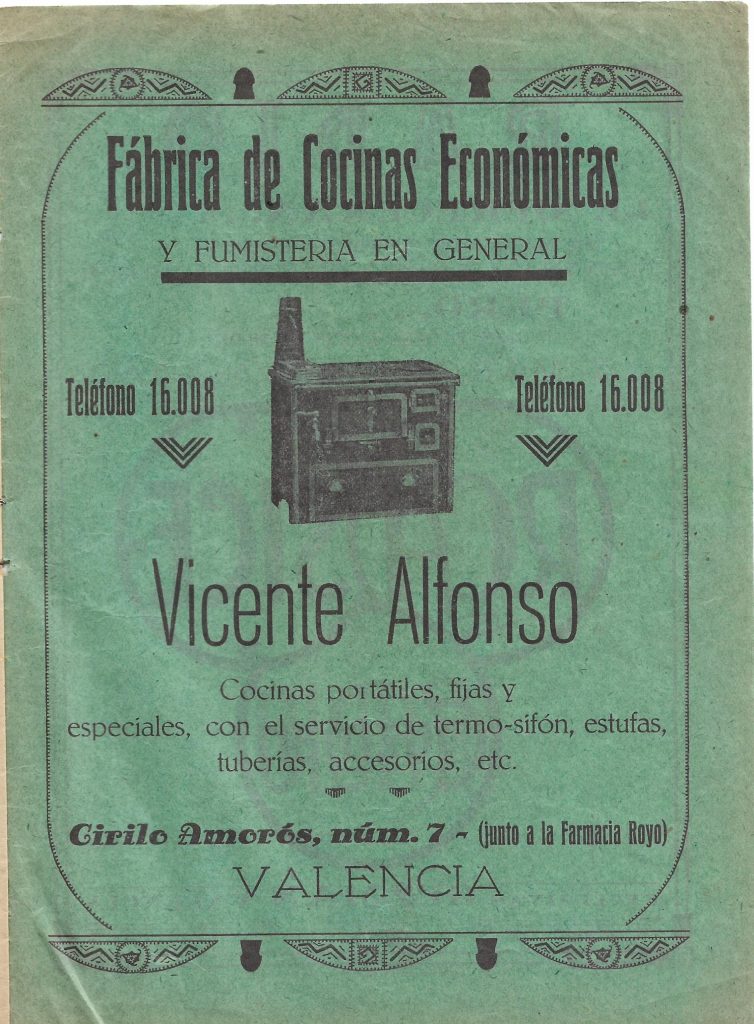 Fábrica de Cocinas Económicas
Y FUMISTERIA EN GENERAL
Teléfono 16.008
Teléfono 16.008
Vicente Alfonso
Cocinas portátiles, fijas y
especiales, con el servicio de termo-sifón, estufas,
tuberías, accesorios, etc.
Cirilo Amorós, núm. 7 - (junto a la Farmacia Royo)
VALENCIA